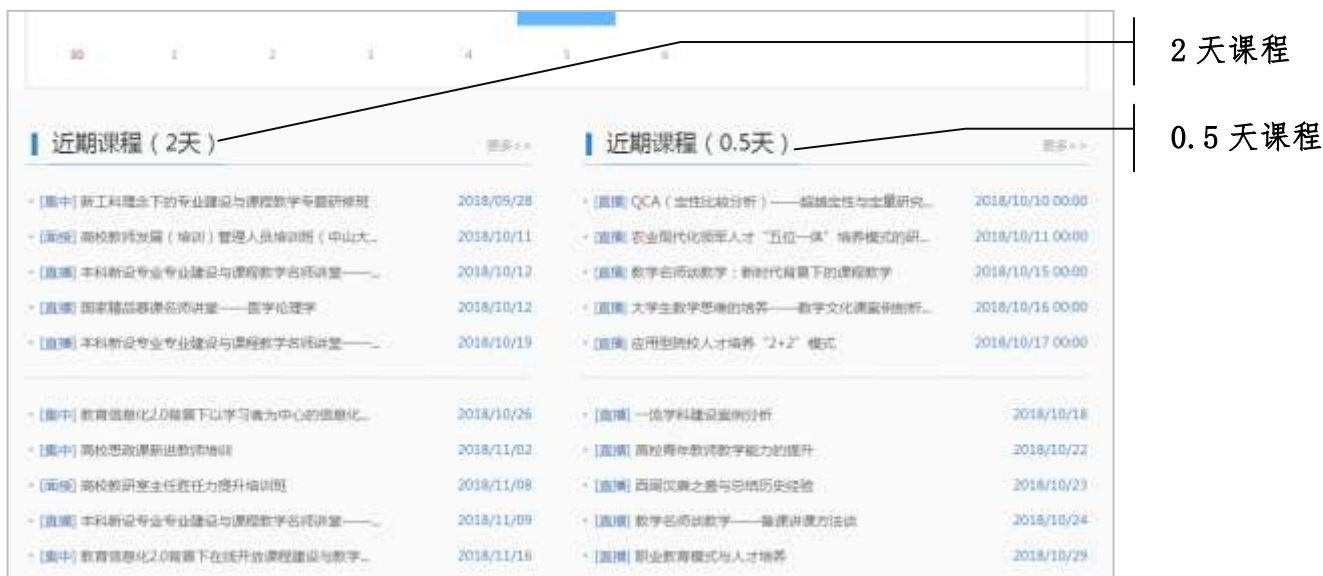 30 1 2 3 4 5 6
2 天课程
近期课程（2天）
更多>>
[集中] 新工科理念下的专业建设与课程教学专题研修班 2018/09/28
[面授] 高校教师发展（培训）管理人员培训班（中山大... 2018/10/11
[直播] 本科新设专业专业建设与课程教学名师讲堂——... 2018/10/12
[直播] 国家精品慕课名师讲堂——医学伦理学 2018/10/12
[直播] 本科新设专业专业建设与课程教学名师讲堂——... 2018/10/19
[集中] 教育信息化2.0背景下以学习者为中心的信息化... 2018/10/26
[集中] 高校思政课新进教师培训 2018/11/02
[面授] 高校教研室主任胜任力提升培训班 2018/11/08
[直播] 本科新设专业专业建设与课程教学名师讲堂——... 2018/11/09
[集中] 教育信息化2.0背景下在线开放课程建设与教学... 2018/11/16
近期课程（0.5天）
更多>>
0.5 天课程
[直播] QCA（定性比较分析）——超越定性与定量研究... 2018/10/10 00:00
[直播] 农业现代化领军人才“五位一体”培养模式的研... 2018/10/11 00:00
[直播] 教学名师谈教学：新时代背景下的课程教学 2018/10/15 00:00
[直播] 大学生数学思维的培养——数学文化课案例剖析... 2018/10/16 00:00
[直播] 应用型院校人才培养“2+2”模式 2018/10/17 00:00
[直播] 一流学科建设案例分析 2018/10/18
[直播] 高校青年教师教学能力的提升 2018/10/22
[直播] 西周汉唐之盛与总结历史经验 2018/10/23
[直播] 教学名师谈教学——备课讲课方法谈 2018/10/24
[直播] 职业教育模式与人才培养 2018/10/29